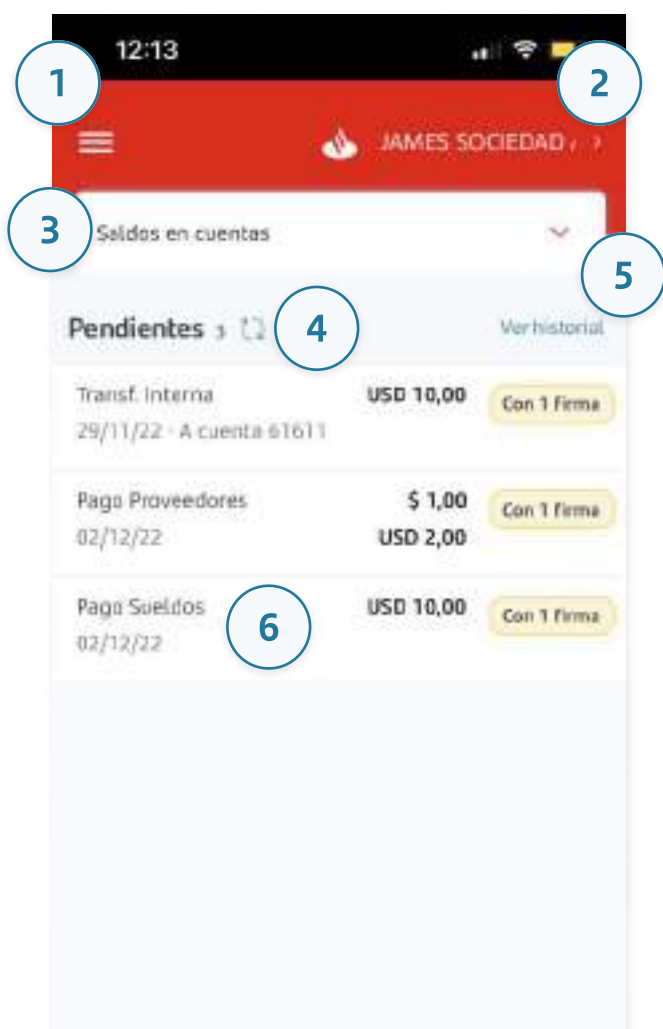 12:13
1
2
JAMES SOCIEDAD
3
Saldos en cuentas
5
Pendientes 3
4
Ver historial
Transf. Interna
USD 10,00
Con 1 firma
29/11/22 - A cuenta 61611
Pago Proveedores
$ 1,00
Con 1 firma
02/12/22
USD 2,00
Pago Sueldos
USD 10,00
Con 1 firma
6
02/12/22